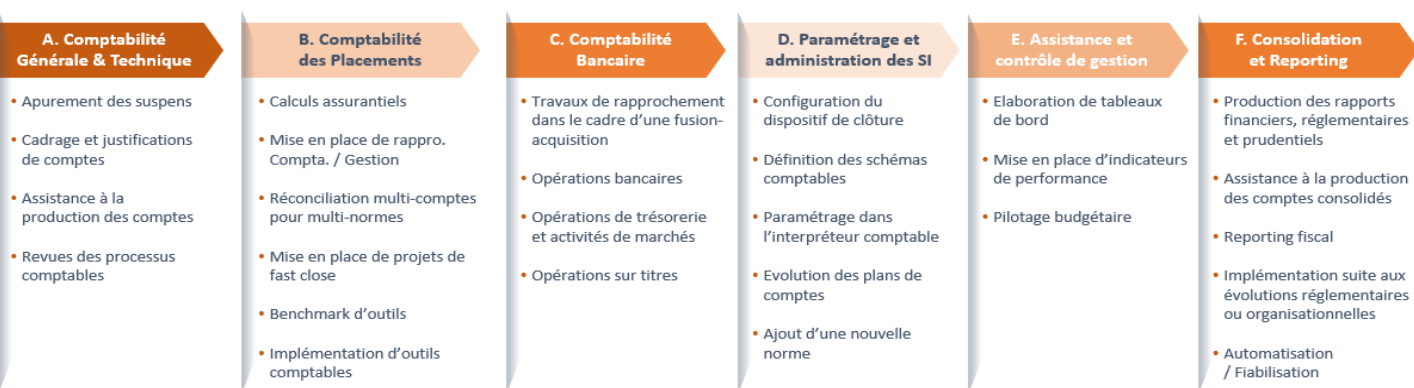 A. Comptabilité
Générale & Technique
• Apurement des suspens
• Cadrage et justifications
de comptes
• Assistance à la
production des comptes
• Revues des processus
comptables
B. Comptabilité
des Placements
• Calculs assurantiels
• Mise en place de rappro.
Compta. / Gestion
• Réconciliation multi-comptes
pour multi-normes
• Mise en place de projets de
fast close
• Benchmark d’outils
• Implémentation d’outils
comptables
C. Comptabilité
Bancaire
• Travaux de rapprochement
dans le cadre d’une fusion-
acquisition
• Opérations bancaires
• Opérations de trésorerie
et activités de marchés
• Opérations sur titres
D. Paramétrage et
administration des SI
• Configuration du
dispositif de clôture
• Définition des schémas
comptables
• Paramétrage dans
l’interpréteur comptable
• Evolution des plans de
comptes
• Ajout d’une nouvelle
norme
E. Assistance et
contrôle de gestion
• Elaboration de tableaux
de bord
• Mise en place d’indicateurs
de performance
• Pilotage budgétaire
F. Consolidation
et Reporting
• Production des rapports
financiers, réglementaires
et prudentiels
• Assistance à la production
des comptes consolidés
• Reporting fiscal
• Implémentation suite aux
évolutions réglementaires
ou organisationnelles
• Automatisation
/ Fiabilisation